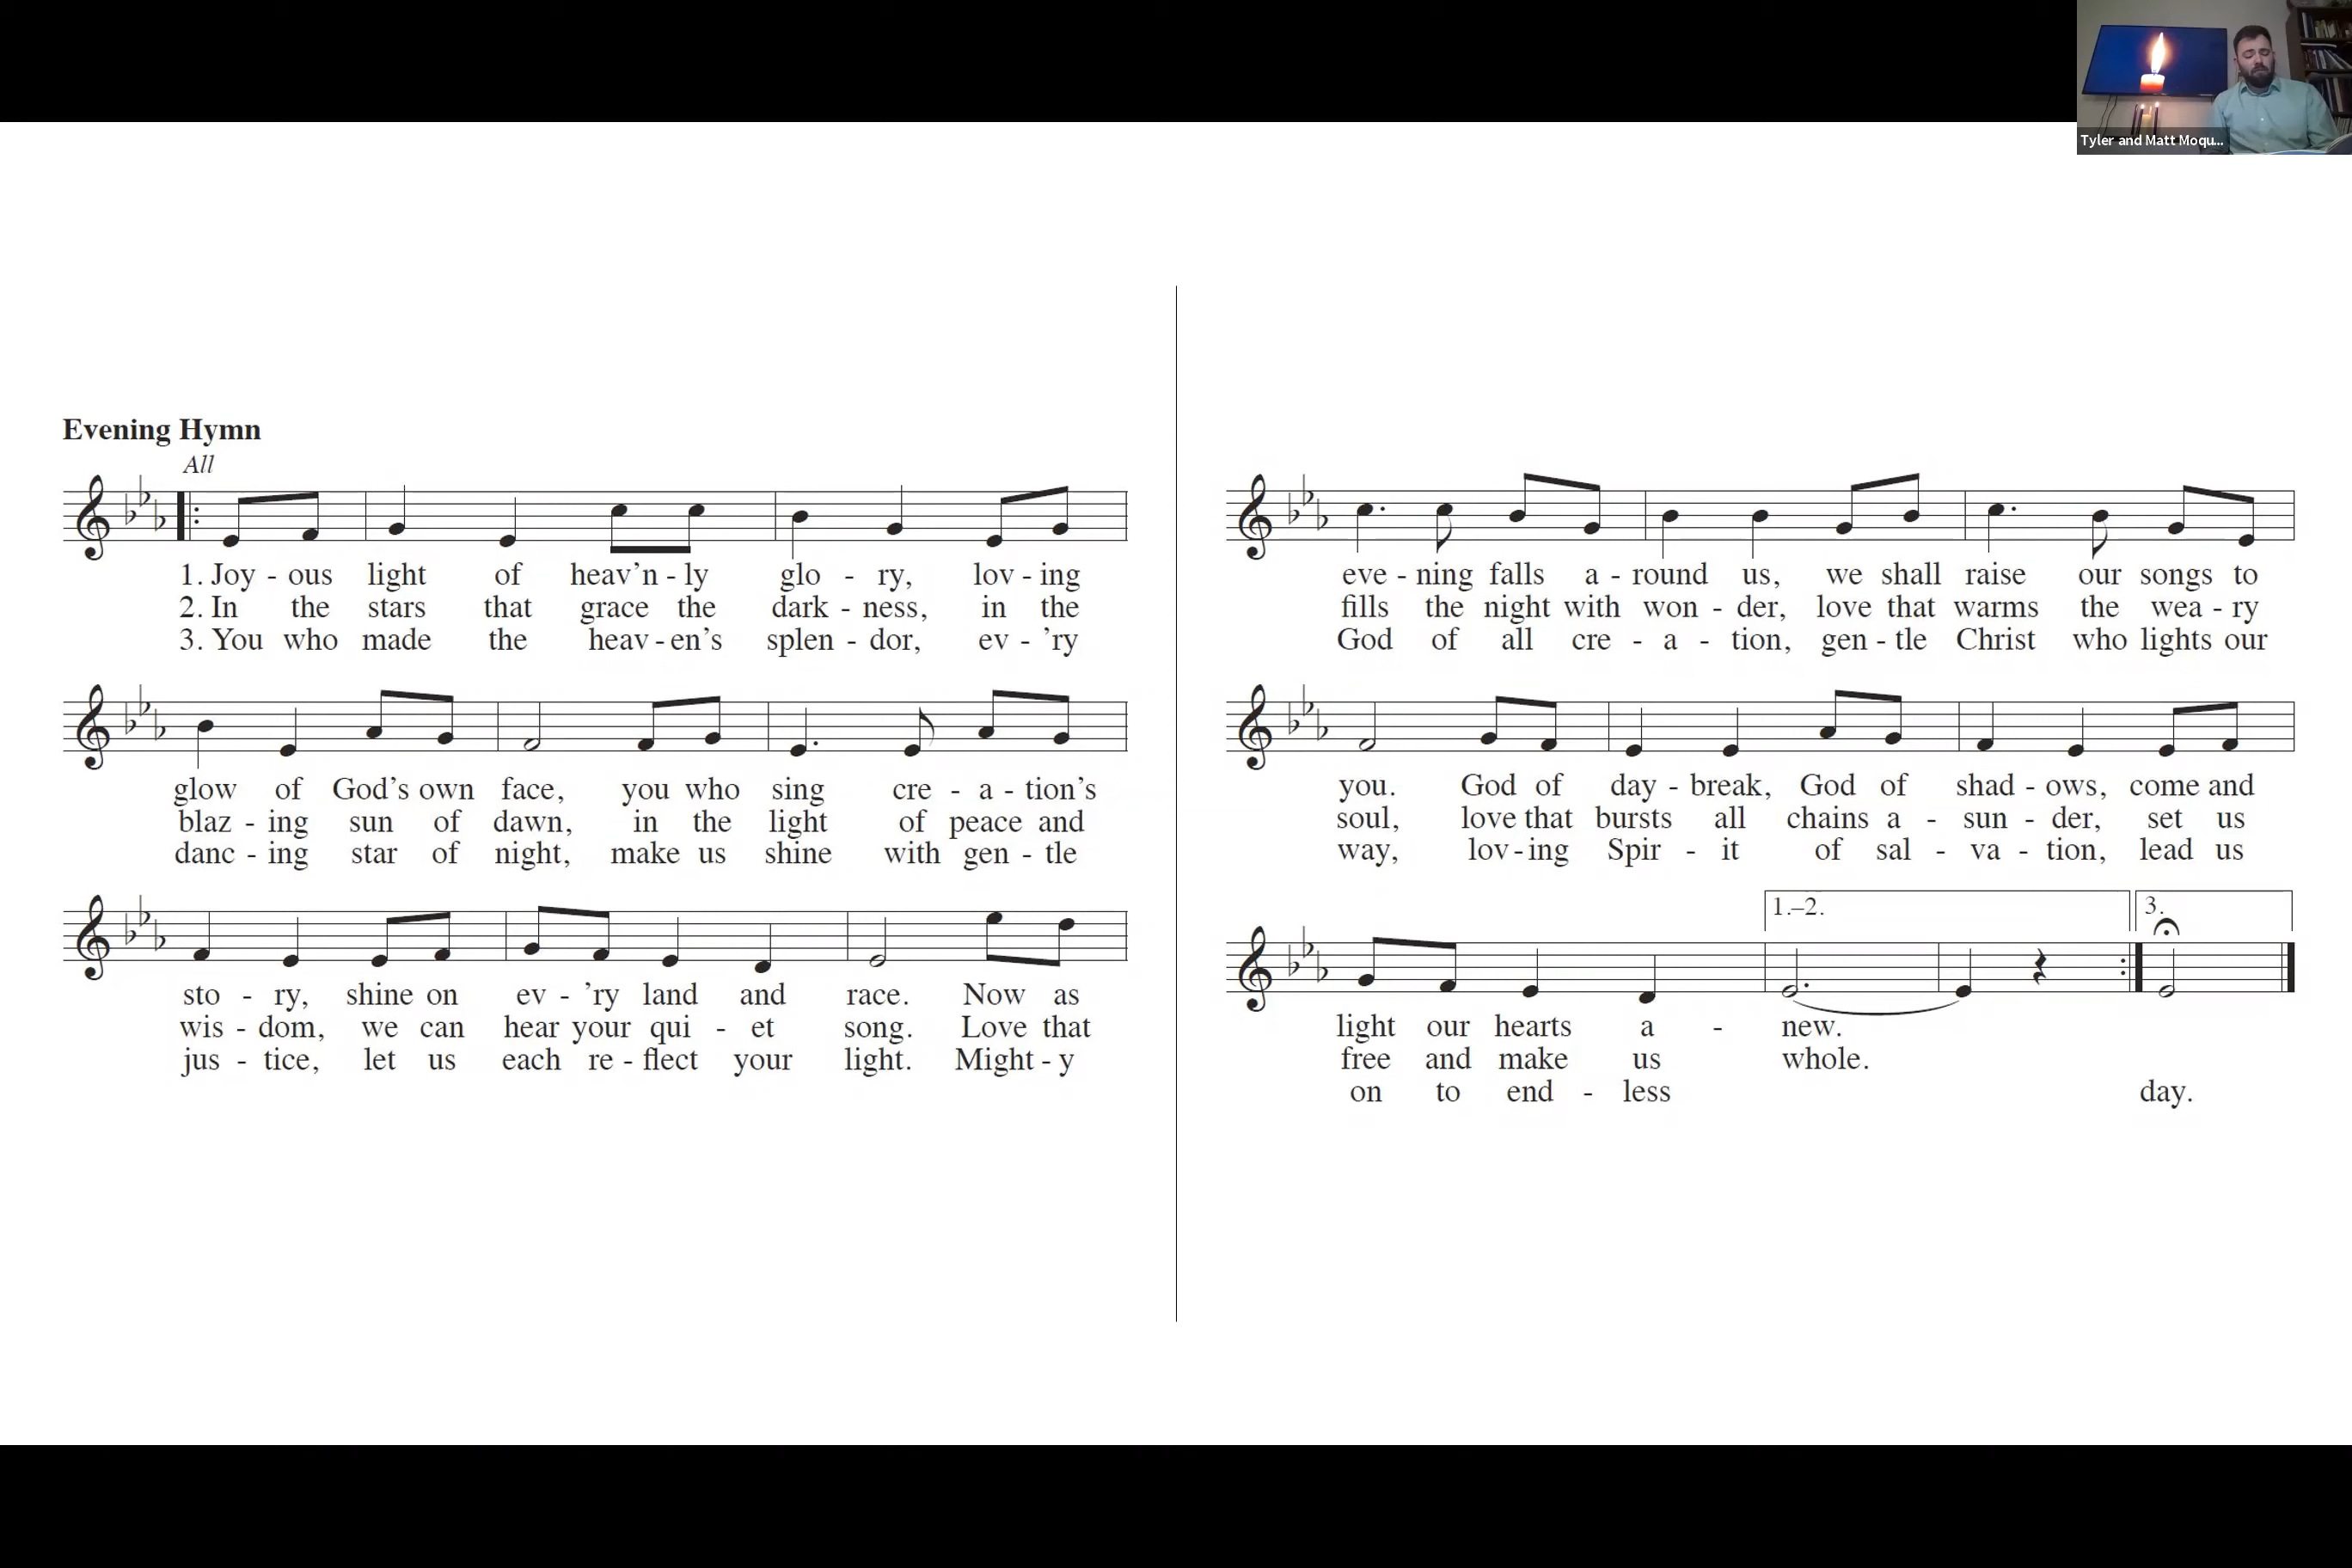 Tyler and Matt Moqu...
Evening Hymn
All
1. Joy - ous light of heav’n - ly glo - ry, lov - ing
2. In the stars that grace the dark - ness, in the
3. You who made the heav - en’s splen - dor, ev - ’ry
glow of God’s own face, you who sing cre - a - tion’s
blaz - ing sun of dawn, in the light of peace and
danc - ing star of night, make us shine with gen - tle
sto - ry, shine on ev - ’ry land and race. Now as
wis - dom, we can hear your qui - et song. Love that
jus - tice, let us each re - flect your light. Might - y
eve - ning falls a - round us, we shall raise our songs to
fills the night with won - der, love that warms the wea - ry
God of all cre - a - tion, gen - tle Christ who lights our
you. God of day - break, God of shad - ows, come and
soul, love that bursts all chains a - sun - der, set us
way, lov - ing Spir - it of sal - va - tion, lead us
1.–2. 3.
light our hearts a - new.
free and make us whole.
on to end - less day.